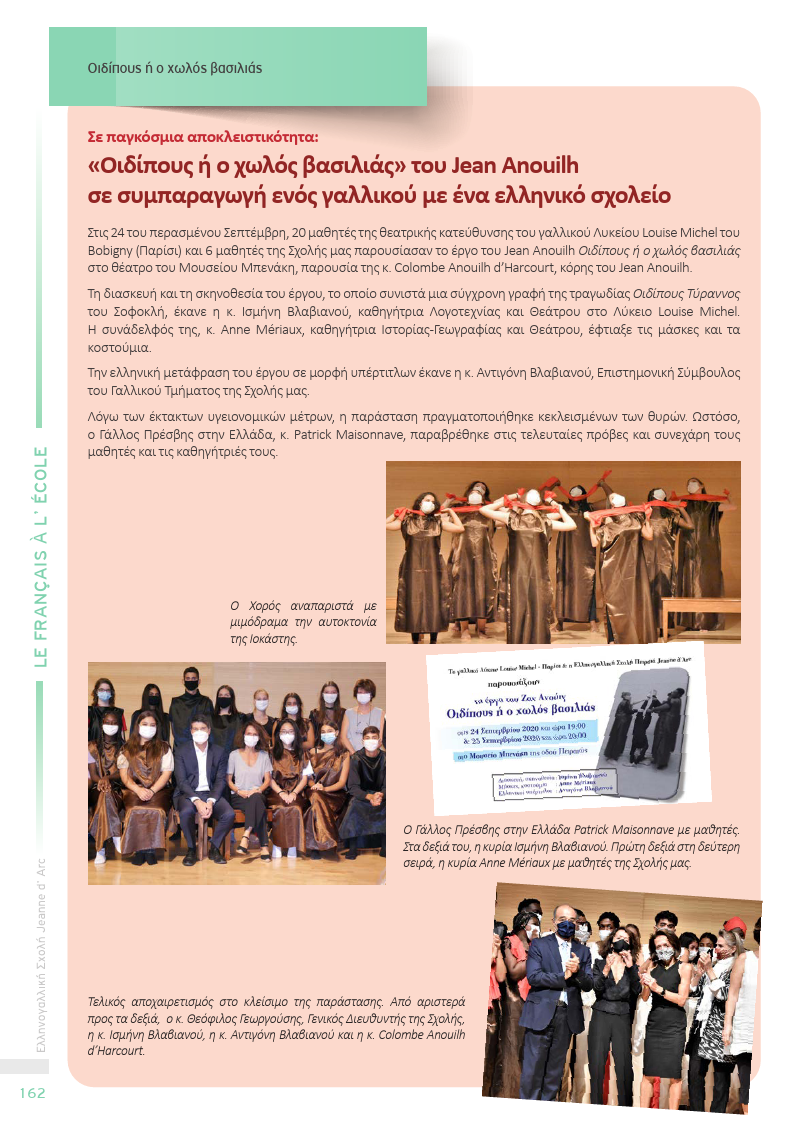 Οιδίπους ή ο χωλός βασιλιάς
Σε παγκόσμια αποκλειστικότητα:
«Οιδίπους ή ο χωλός βασιλιάς» του Jean Anouilh
σε συμπαραγωγή ενός γαλλικού με ένα ελληνικό σχολείο
Στις 24 του περασμένου Σεπτέμβρη, 20 μαθητές της θεατρικής κατεύθυνσης του γαλλικού Λυκείου Louise Michel του
Bobigny (Παρίσι) και 6 μαθητές της Σχολής μας παρουσίασαν το έργο του Jean Anouilh Οιδίπους ή ο χωλός βασιλιάς
στο θέατρο του Μουσείου Μπενάκη, παρουσία της κ. Colombe Anouilh d’Harcourt, κόρης του Jean Anouilh.
Τη διασκευή και τη σκηνοθεσία του έργου, το οποίο συνιστά μια σύγχρονη γραφή της τραγωδίας Οιδίπους Τύραννος
του Σοφοκλή, έκανε η κ. Ισμήνη Βλαβιανού, καθηγήτρια Λογοτεχνίας και Θεάτρου στο Λύκειο Louise Michel.
Η συνάδελφός της, κ. Anne Mériaux, καθηγήτρια Ιστορίας-Γεωγραφίας και Θεάτρου, έφτιαξε τις μάσκες και τα
κοστούμια.
Την ελληνική μετάφραση του έργου σε μορφή υπέρτιτλων έκανε η κ. Αντιγόνη Βλαβιανού, Επιστημονική Σύμβουλος
του Γαλλικού Τμήματος της Σχολής μας.
Λόγω των έκτακτων υγειονομικών μέτρων, η παράσταση πραγματοποιήθηκε κεκλεισμένων των θυρών. Ωστόσο,
ο Γάλλος Πρέσβης στην Ελλάδα, κ. Patrick Maisonnave, παραβρέθηκε στις τελευταίες πρόβες και συνεχάρη τους
μαθητές και τις καθηγήτριές τους.
Ο Χορός αναπαριστά με
μιμόδραμα την αυτοκτονία
της Ιοκάστης.
Το γαλλικό Λύκειο Louise Michel - Παρίσι & η Ελληνογαλλική Σχολή Πειραιά Jeanne d'Arc
παρουσιάζουν
το έργο του Ζαν Ανούιγ
Οιδίπους ή ο χωλός βασιλιάς
στις 24 Σεπτεμβρίου 2020 και ώρα 19:00
& 25 Σεπτεμβρίου 2020 και ώρα 20:00
στο Μουσείο Μπενάκη της οδού Πειραιώς
Διασκευή, σκηνοθεσία : Ισμήνη Βλαβιανού
Μάσκες, κοστούμια : Anne Mériaux
Ελληνικοί υπέρτιτλοι : Αντιγόνη Βλαβιανού
Ο Γάλλος Πρέσβης στην Ελλάδα Patrick Maisonnave με μαθητές.
Στα δεξιά του, η κυρία Ισμήνη Βλαβιανού. Πρώτη δεξιά στη δεύτερη
σειρά, η κυρία Anne Mériaux με μαθητές της Σχολής μας.
Τελικός αποχαιρετισμός στο κλείσιμο της παράστασης. Από αριστερά
προς τα δεξιά, ο κ. Θεόφιλος Γεωργούσης, Γενικός Διευθυντής της Σχολής,
η κ. Ισμήνη Βλαβιανού, η κ. Αντιγόνη Βλαβιανού και η κ. Colombe Anouilh
d’Harcourt.
LE FRANÇAIS À L’ ÉCOLE
Ελληνογαλλική Σχολή Jeanne d’ Arc
162